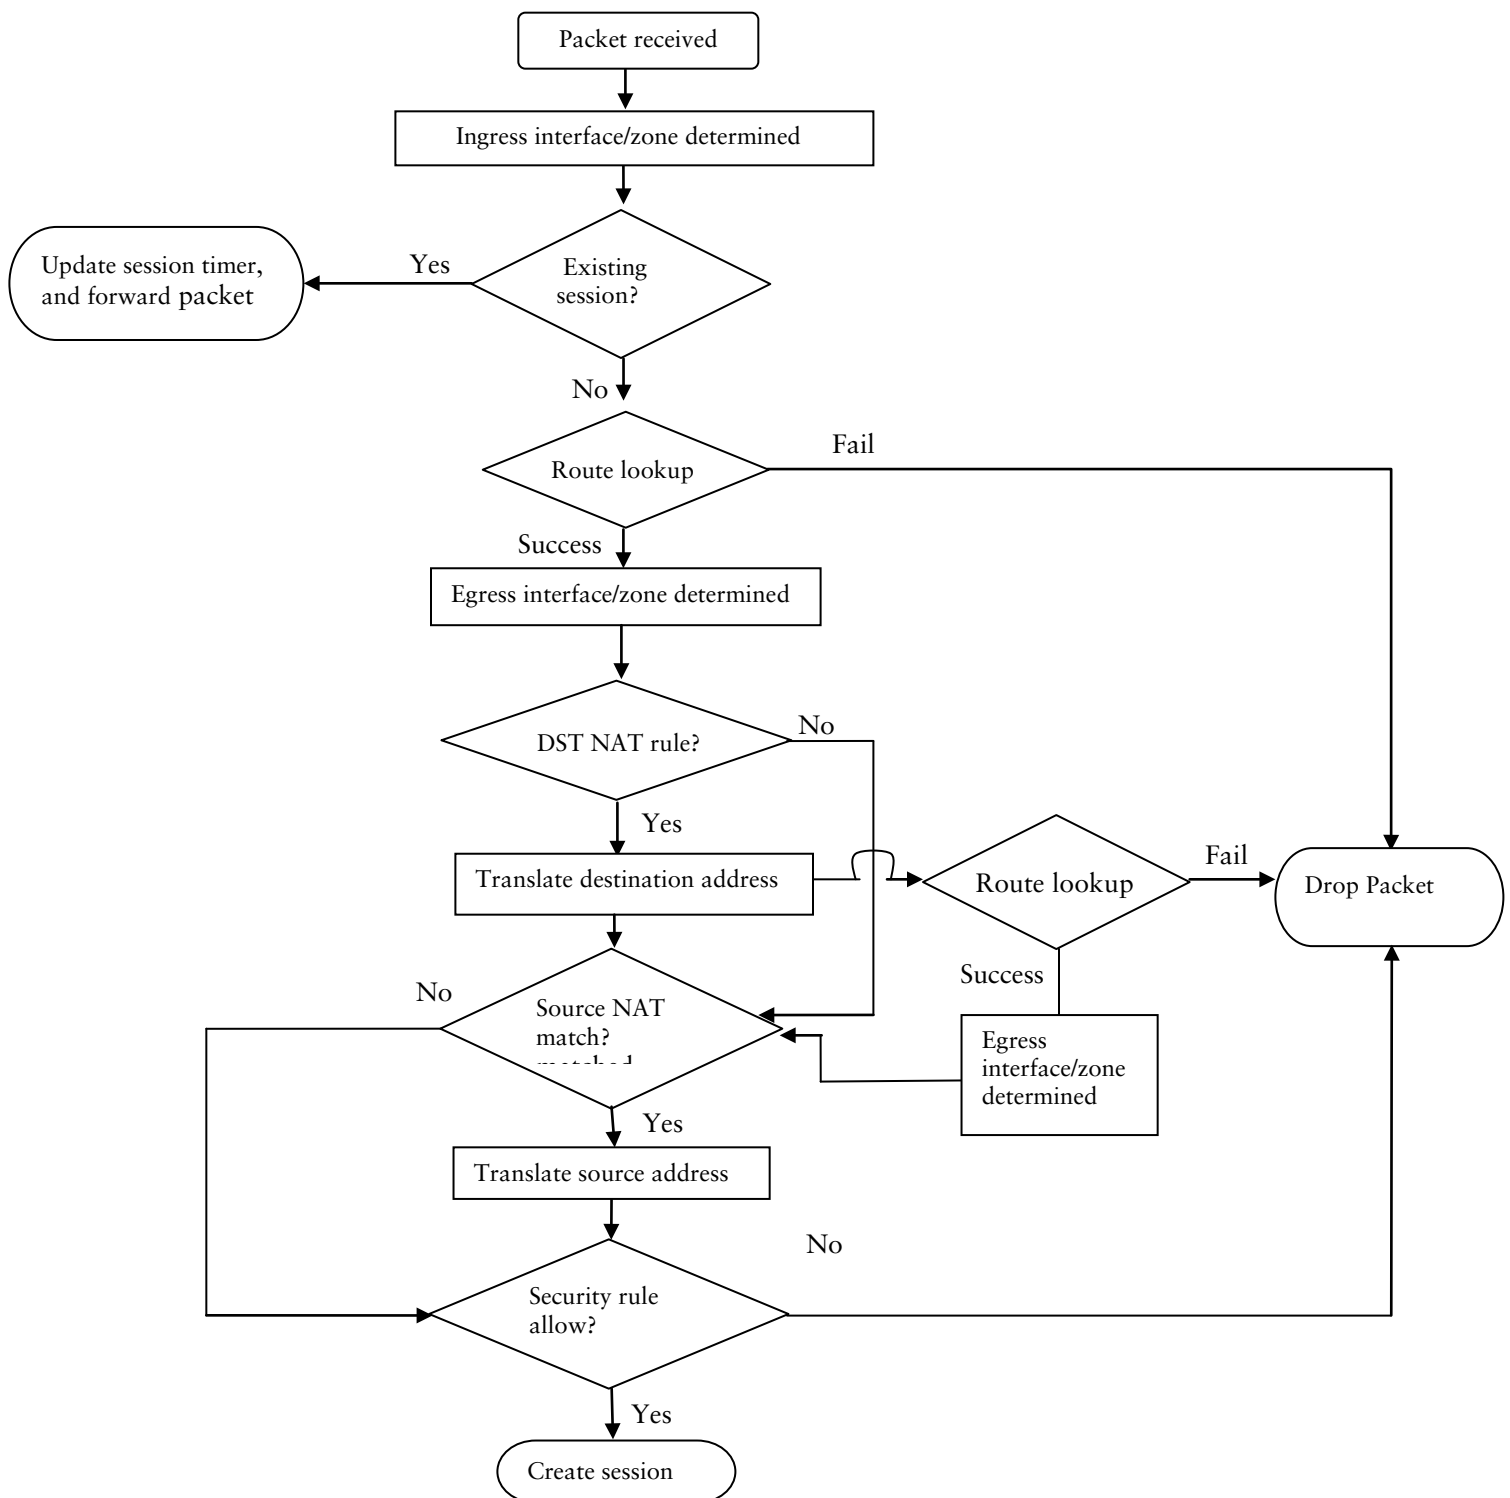 Packet received
Ingress interface/zone determined
Yes
Existing
session?
Update session timer,
and forward packet
No
Route lookup
Fail
Success
Egress interface/zone determined
DST NAT rule?
No
Yes
Translate destination address
Route lookup
Fail
Drop Packet
Success
No
Source NAT
match?
matched
Egress
interface/zone
determined
Yes
Translate source address
No
Security rule
allow?
Yes
Create session